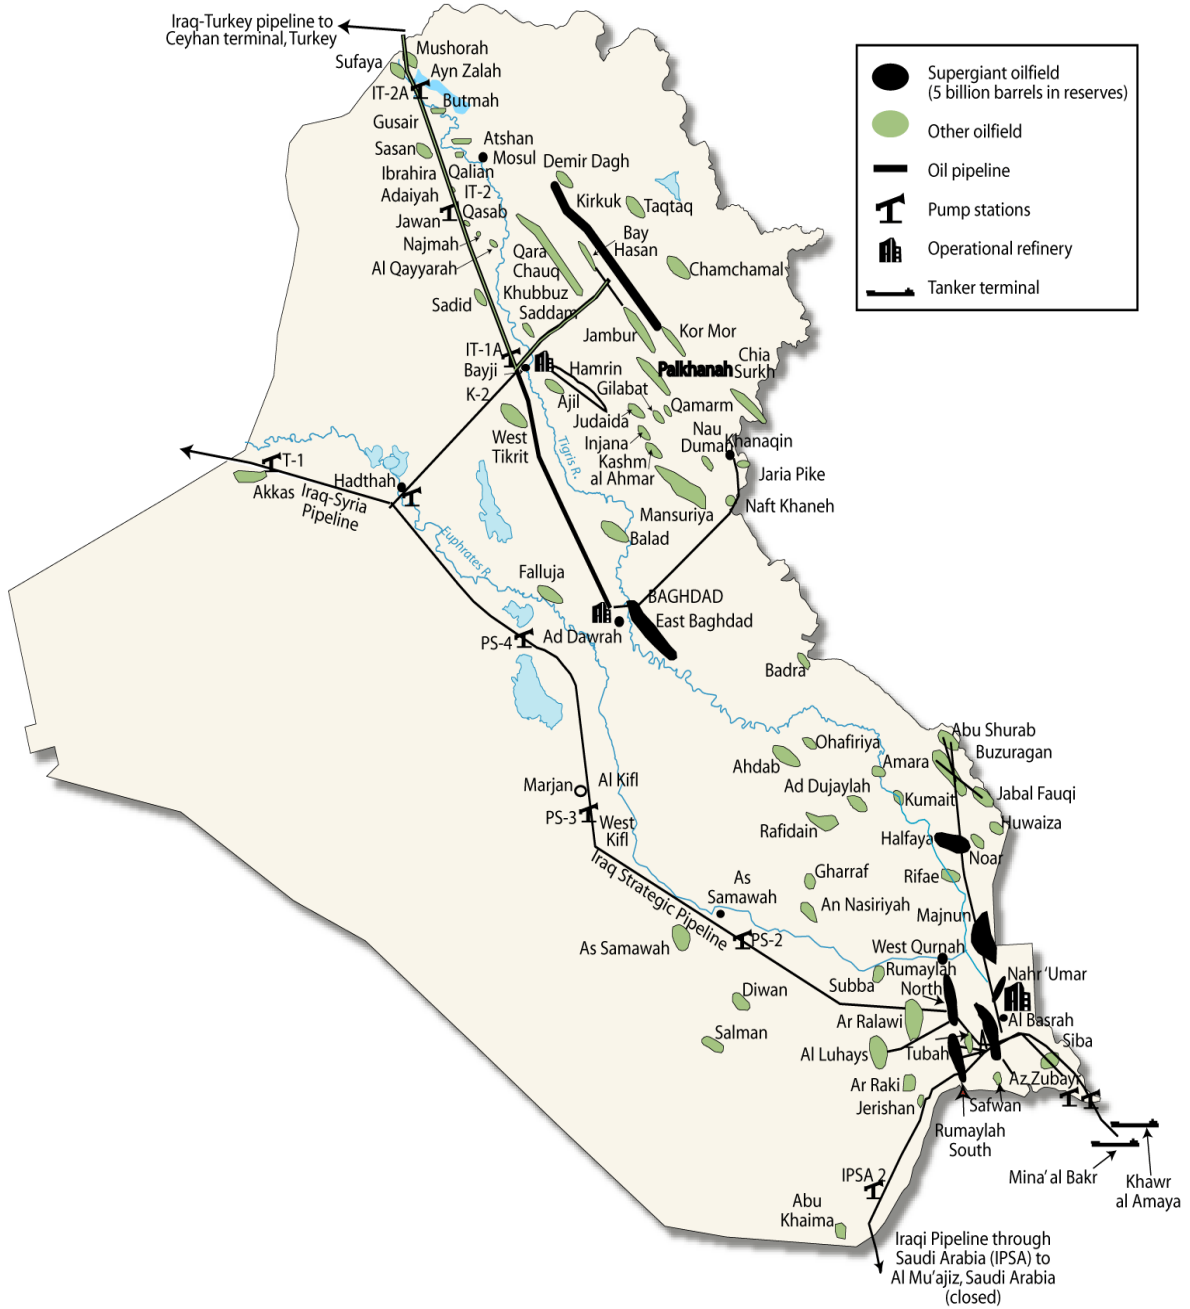 Iraq-Turkey pipeline to
Ceyhan terminal, Turkey
Mushorah
Sufaya
Ayn Zalah
IT-2A
Butmah
Gusair
Atshan
Sasan
Mosul
Demir Dagh
Ibrahira
Qalian
Adaiyah
IT-2
Kirkuk
Taqtaq
Jawan
Qasab
Najmah
Bay
Hasan
Qara
Chauq
Al Qayyarah
Chamchamal
Khubbuz
Sadid
Saddam
Jambur
Kor Mor
IT-1A
Bayji
Hamrin
Palkhanah
Chia
Surkh
K-2
Gilabat
Ajil
Qamarm
Judaida
West
Tikrit
Nau
Duman
Khanaqin
Injana
Kashm
al Ahmar
Tigris R.
Jaria Pike
T-1
Hadthah
Akkas
Iraq-Syria
Pipeline
Mansuriya
Naft Khaneh
Balad
Euphrates R.
Falluja
BAGHDAD
East Baghdad
Ad Dawrah
PS-4
Badra
Abu Shurab
Buzuragan
Ohafiriya
Amara
Ahdab
Ad Dujaylah
Kumait
Jabal Fauqi
Marjan
Al Kifl
PS-3
West
Kifl
Rafidain
Huwaiza
Halfaya
Noar
Iraq Strategic Pipeline
As
Samawah
Gharraf
Rifae
An Nasiriyah
Majnun
As Samawah
PS-2
West Qurnah
Rumaylah
North
Nahr ‘Umar
Subba
Diwan
Ar Ralawi
Al Basrah
Salman
Siba
Al Luhays
Tubah
Ar Raki
Az Zubayr
Jerishan
Safwan
Rumaylah
South
IPSA 2
Mina’ al Bakr
Khawr
al Amaya
Abu
Khaima
Iraqi Pipeline through
Saudi Arabia (IPSA) to
Al Mu’ajiz, Saudi Arabia
(closed)
Supergiant oilfield
(5 billion barrels in reserves)
Other oilfield
Oil pipeline
Pump stations
Operational refinery
Tanker terminal